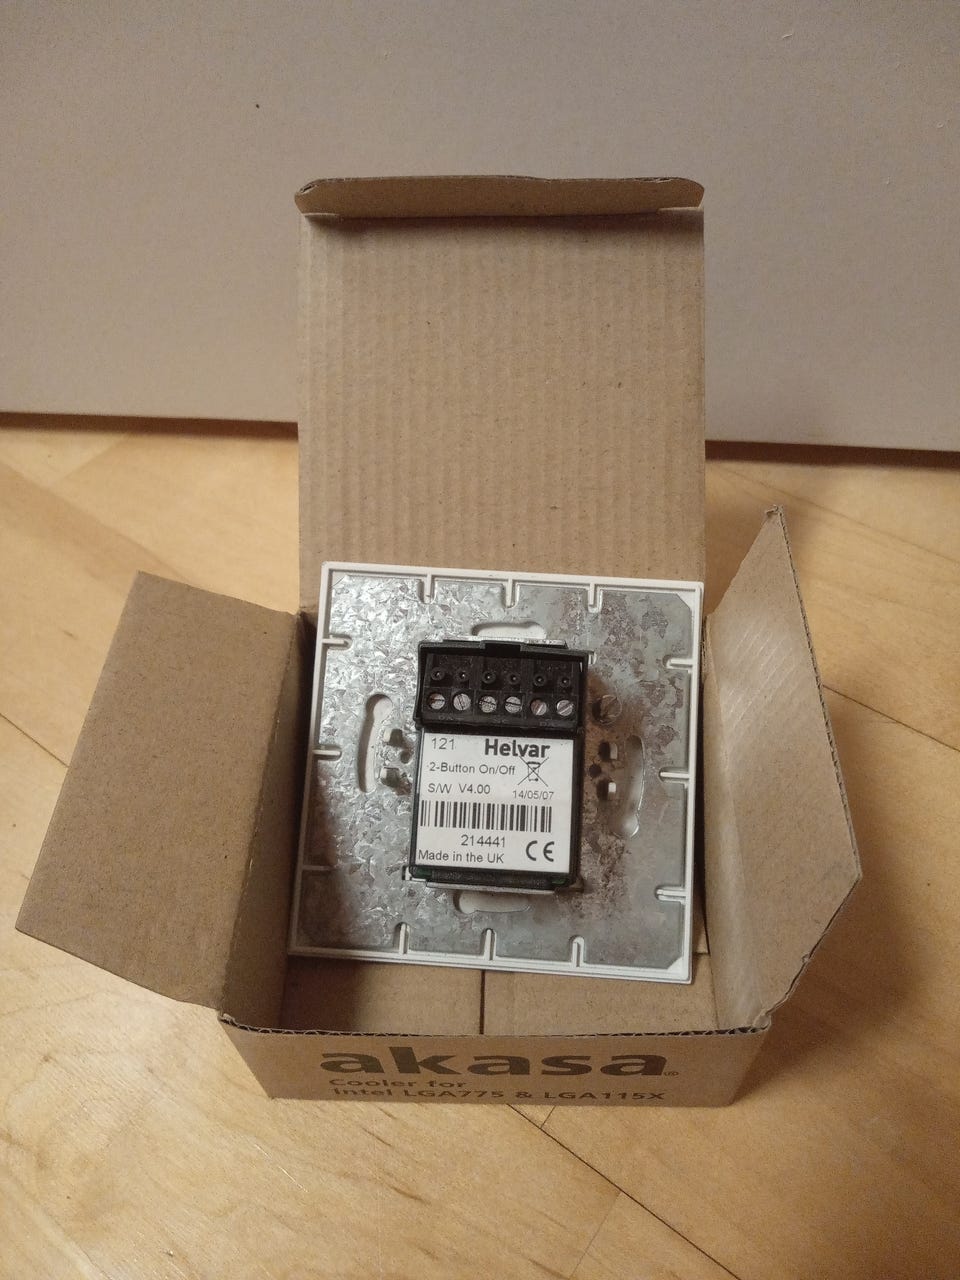 121 Helvar
2-Button On/Off
S/W V4.00 14/05/07
214441
Made in the UK CE
akasa®
Cooler for
Intel LGA775 & LGA115X